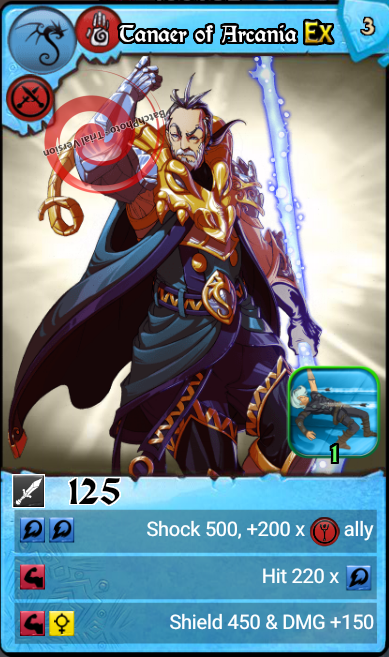 Tanaer of Arcania Ex
3
BatchPhoto - Trial Version
1
125
Shock 500, +200 x ally
Hit 220 x
Shield 450 & DMG +150